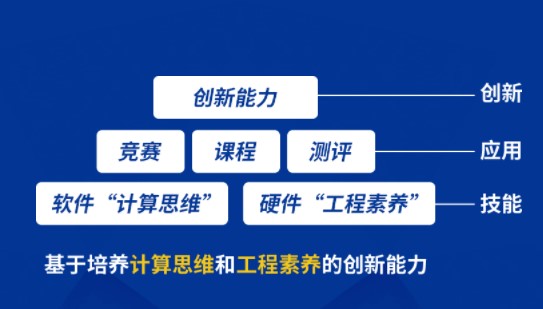 创新能力 创新
竞赛 课程 测评 应用
软件“计算思维” 硬件“工程素养” 技能
基于培养计算思维和工程素养的创新能力